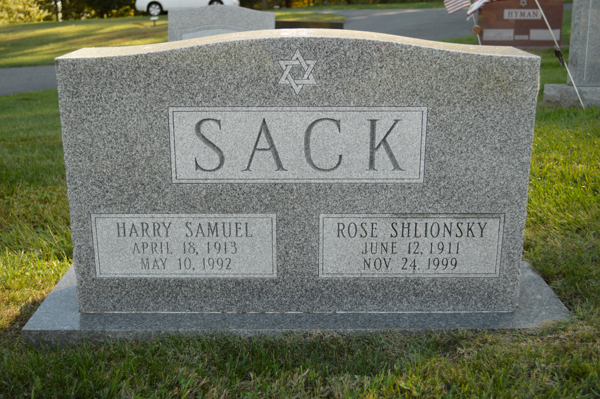 HYMAN
SACK
HARRY SAMUEL
APRIL 18, 1913
MAY 10, 1992
ROSE SHLIONSKY
JUNE 12, 1911
NOV. 24, 1999